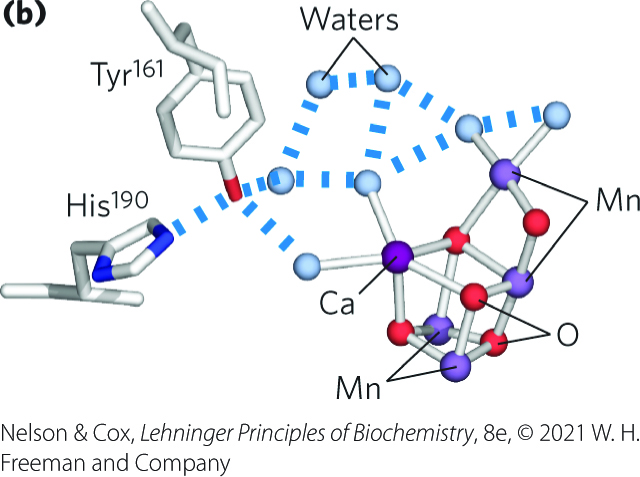 (b)
Waters
Tyr161
His190
Mn
Ca
O
Mn
Nelson & Cox, Lehninger Principles of Biochemistry, 8e, © 2021 W. H.
Freeman and Company